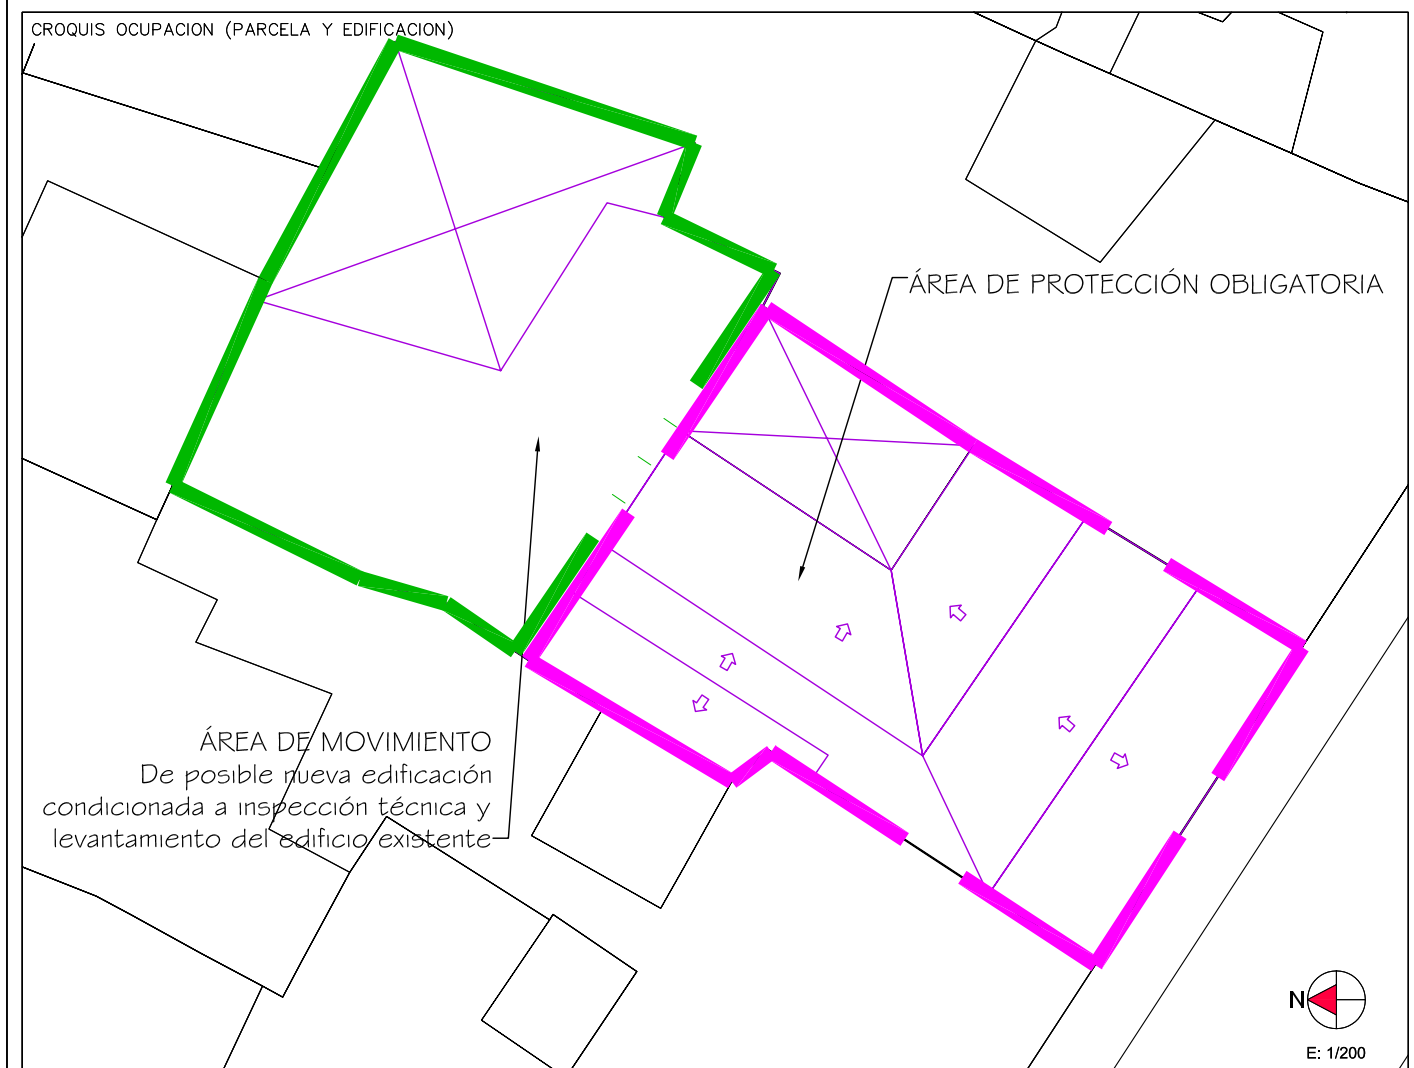 CROQUIS OCUPACION (PARCELA Y EDIFICACION)
ÁREA DE PROTECCIÓN OBLIGATORIA
ÁREA DE MOVIMIENTO
De posible nueva edificación
condicionada a inspección técnica y
levantamiento del edificio existente
N
E: 1/200